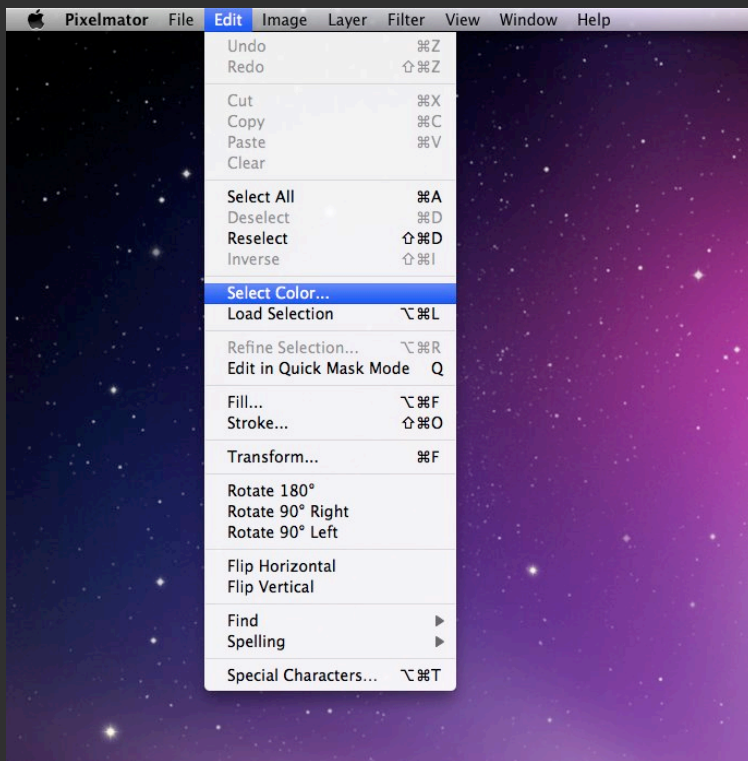 Pixelmator File Edit Image Layer Filter View Window Help
Undo ⌘Z
Redo ⇧⌘Z
Cut ⌘X
Copy ⌘C
Paste ⌘V
Clear
Select All ⌘A
Deselect ⌘D
Reselect ⇧⌘D
Inverse ⇧⌘I
Select Color...
Load Selection ⌥⌘L
Refine Selection... ⌥⌘R
Edit in Quick Mask Mode Q
Fill... ⌥⌘F
Stroke... ⇧⌘O
Transform... ⌘F
Rotate 180°
Rotate 90° Right
Rotate 90° Left
Flip Horizontal
Flip Vertical
Find
Spelling
Special Characters... ⌥⌘T